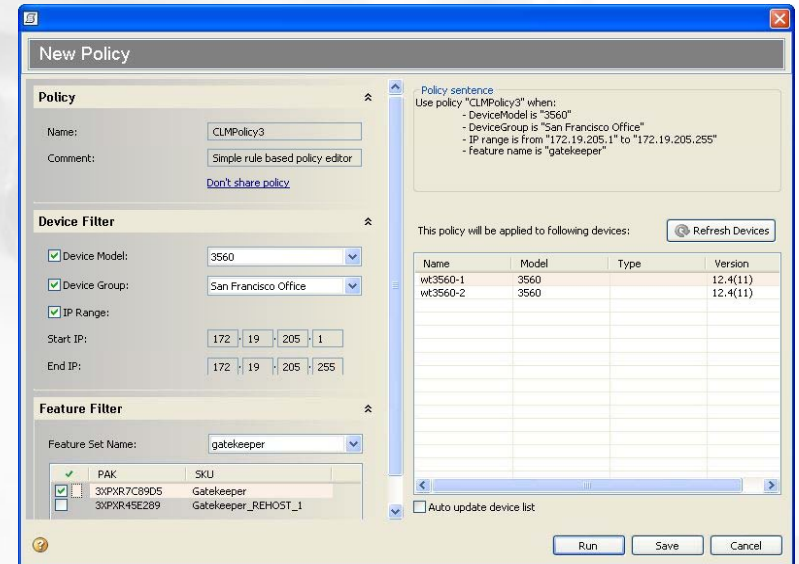 New Policy
Policy
Name: CLMPolicy3
Comment: Simple rule based policy editor
Don't share policy
Device Filter
Device Model: 3560
Device Group: San Francisco Office
IP Range:
Start IP: 172 . 19 . 205 . 1
End IP: 172 . 19 . 205 . 255
Feature Filter
Feature Set Name: gatekeeper
PAK SKU
3XPXR7C89D5 Gatekeeper
3XPXR45E289 Gatekeeper_REHOST_1
Policy sentence
Use policy "CLMPolicy3" when:
- DeviceModel is "3560"
- DeviceGroup is "San Francisco Office"
- IP range is from "172.19.205.1" to "172.19.205.255"
- feature name is "gatekeeper"
This policy will be applied to following devices: Refresh Devices
Name Model Type Version
wt3560-1 3560 12.4(11)
wt3560-2 3560 12.4(11)
Auto update device list
Run Save Cancel